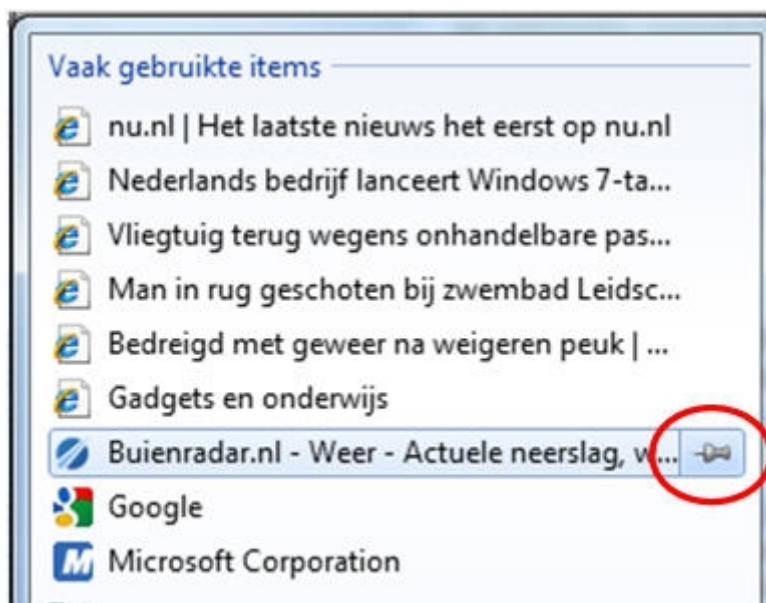 Vaak gebruikte items
nu.nl | Het laatste nieuws het eerst op nu.nl
Nederlands bedrijf lanceert Windows 7-ta...
Vliegtuig terug wegens onhandelbare pas...
Man in rug geschoten bij zwembad Leidsc...
Bedreigd met geweer na weigeren peuk | ...
Gadgets en onderwijs
Buienradar.nl - Weer - Actuele neerslag, w...
Google
Microsoft Corporation